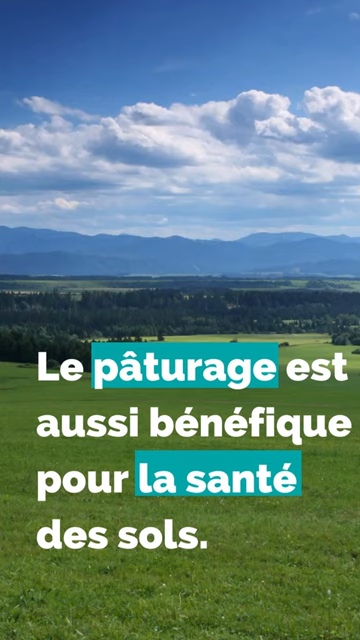 Le pâturage est
aussi bénéfique
pour la santé
des sols.